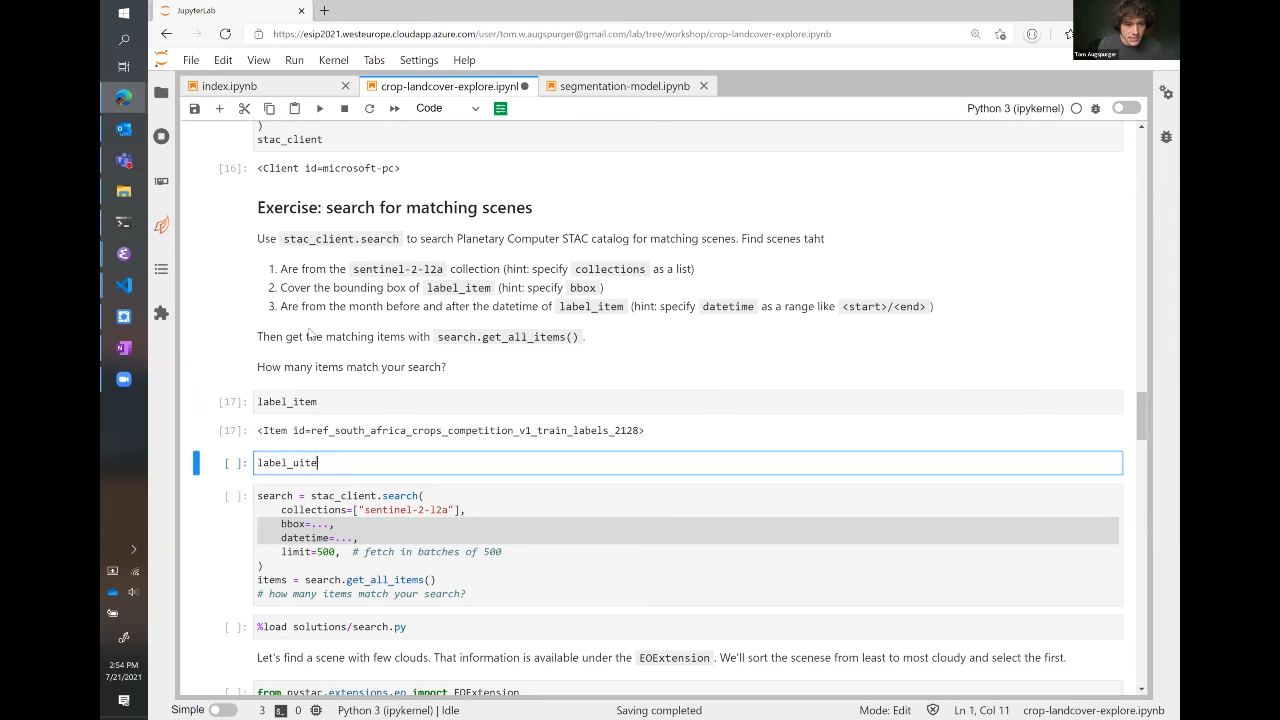 JupyterLab
https://esip2021.westeurope.cloudapp.azure.com/user/tom.w.augspurger@gmail.com/lab/tree/workshop/crop-landcover-explore.ipynb
Tom Augspurger
File Edit View Run Kernel Tabs Settings Help
index.ipynb crop-landcover-explore.ipynb segmentation-model.ipynb
Code Python 3 (ipykernel)
)
stac_client
[16]: <Client id=microsoft-pc>
Exercise: search for matching scenes
Use stac_client.search to search Planetary Computer STAC catalog for matching scenes. Find scenes taht
1. Are from the sentinel-2-l2a collection (hint: specify collections as a list)
2. Cover the bounding box of label_item (hint: specify bbox )
3. Are from the month before and after the datetime of label_item (hint: specify datetime as a range like <start>/<end> )
Then get the matching items with search.get_all_items() .
How many items match your search?
[17]: label_item
[17]: <Item id=ref_south_africa_crops_competition_v1_train_labels_2128>
[ ]: label_uite
[ ]: search = stac_client.search(
collections=["sentinel-2-l2a"],
bbox=...,
datetime=...,
limit=500, # fetch in batches of 500
)
items = search.get_all_items()
# how many items match your search?
[ ]: %load solutions/search.py
Let's find a scene with few clouds. That information is available under the EOExtension . We'll sort the scenese from least to most cloudy and select the first.
[ ]: from pystac.extensions.eo import EOExtension
2:54 PM
7/21/2021
Simple 3 0 Python 3 (ipykernel) | Idle Saving completed Mode: Edit Ln 1, Col 11 crop-landcover-explore.ipynb